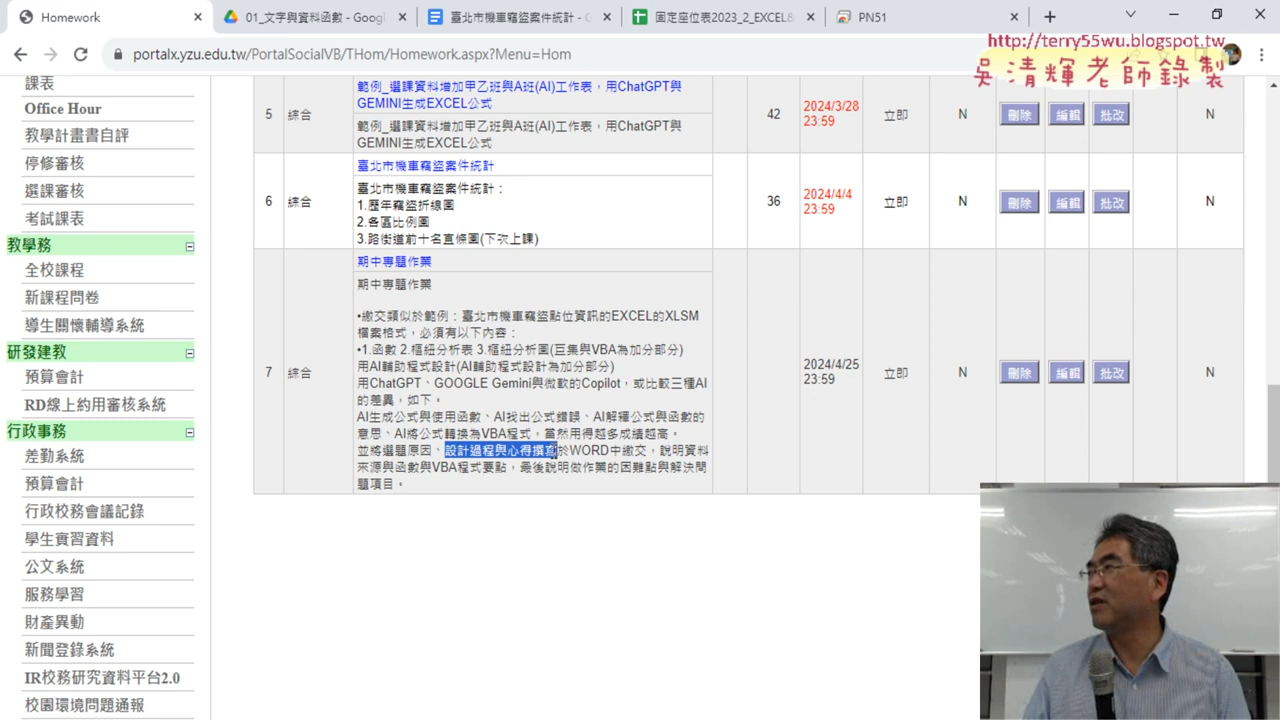 Homework
01_文字與資料函數 - Googl
臺北市機車竊盜案件統計 - G
固定座位表2023_2_EXCEL&
PN51
portalx.yzu.edu.tw/PortalSocialVB/THom/Homework.aspx?Menu=Hom
http://terry55wu.blogspot.tw
吳清輝老師錄製
課表
Office Hour
教學計畫書自評
停修審核
選課審核
考試課表
教學務
全校課程
新課程問卷
導生關懷輔導系統
研發建教
預算會計
RD線上約用審核系統
行政事務
差勤系統
預算會計
行政校務會議記錄
學生實習資料
公文系統
服務學習
財產異動
新聞登錄系統
IR校務研究資料平台2.0
校園環境問題通報
5 綜合
範例_選課資料增加甲乙班與A班(AI)工作表，用ChatGPT與
GEMINI生成EXCEL公式
範例_選課資料增加甲乙班與A班(AI)工作表，用ChatGPT與
GEMINI生成EXCEL公式
42 2024/3/28 23:59 立即 N 刪除 編輯 批改 N
6 綜合
臺北市機車竊盜案件統計
臺北市機車竊盜案件統計：
1.歷年竊盜折線圖
2.各區比例圖
3.路街道前十名直條圖(下次上課)
36 2024/4/4 23:59 立即 N 刪除 編輯 批改 N
7 綜合
期中專題作業
期中專題作業
•繳交類似於範例：臺北市機車竊盜點位資訊的EXCEL的XLSM
檔案格式，必須有以下內容：
•1.函數 2.樞紐分析表 3.樞紐分析圖(巨集與VBA為加分部分)
用AI輔助程式設計(AI輔助程式設計為加分部分)
用ChatGPT、GOOGLE Gemini與微軟的Copilot，或比較三種AI
的差異，如下。
AI生成公式與使用函數、AI找出公式錯誤、AI解釋公式與函數的
意思、AI將公式轉換為VBA程式，當然用得越多成績越高。
並將選題原因、設計過程與心得撰寫於WORD中繳交，說明資料
來源與函數與VBA程式要點，最後說明做作業的困難點與解決問
題項目。
2024/4/25 23:59 立即 N 刪除 編輯 批改 N